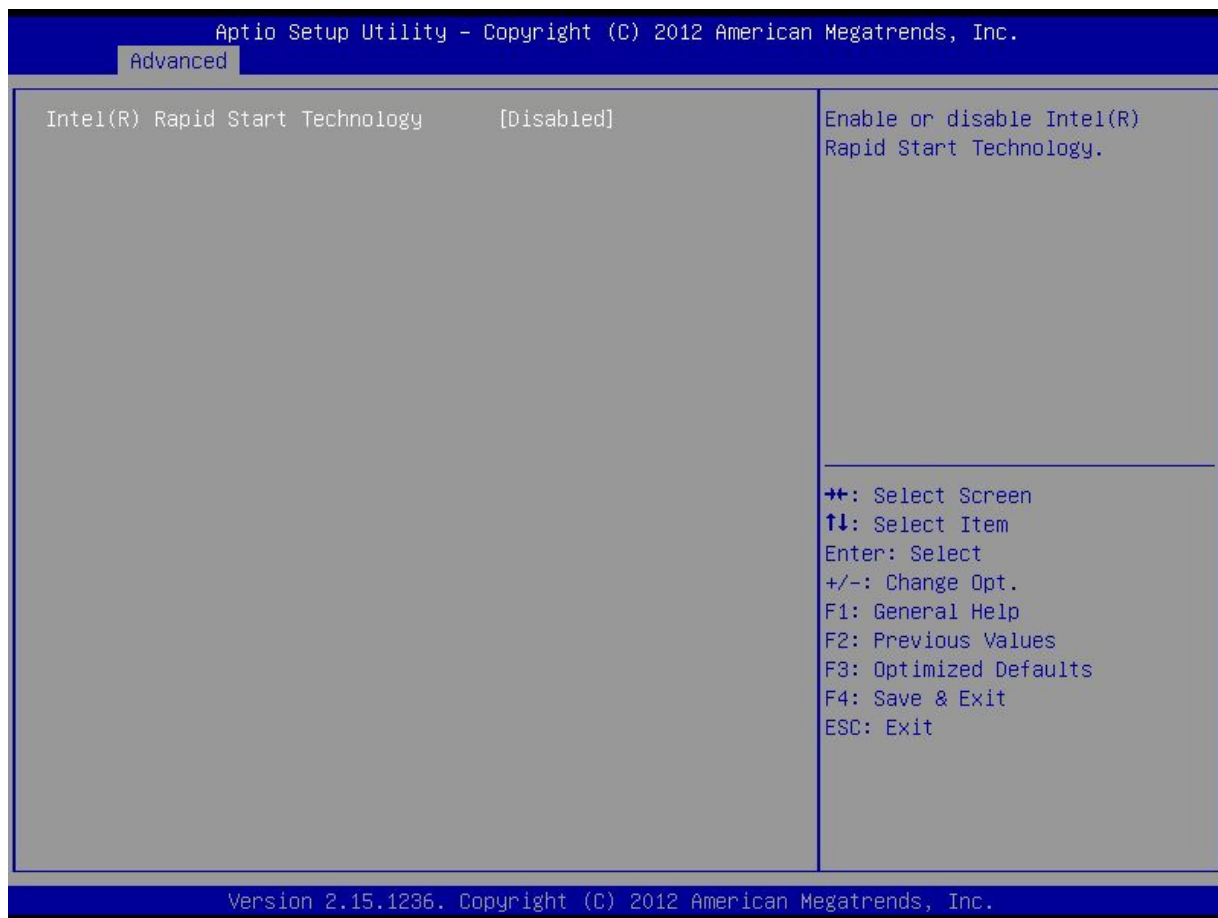 Aptio Setup Utility – Copyright (C) 2012 American Megatrends, Inc.
Advanced
Intel(R) Rapid Start Technology [Disabled]
Enable or disable Intel(R)
Rapid Start Technology.
→←: Select Screen
↑↓: Select Item
Enter: Select
+/-: Change Opt.
F1: General Help
F2: Previous Values
F3: Optimized Defaults
F4: Save & Exit
ESC: Exit
Version 2.15.1236. Copyright (C) 2012 American Megatrends, Inc.